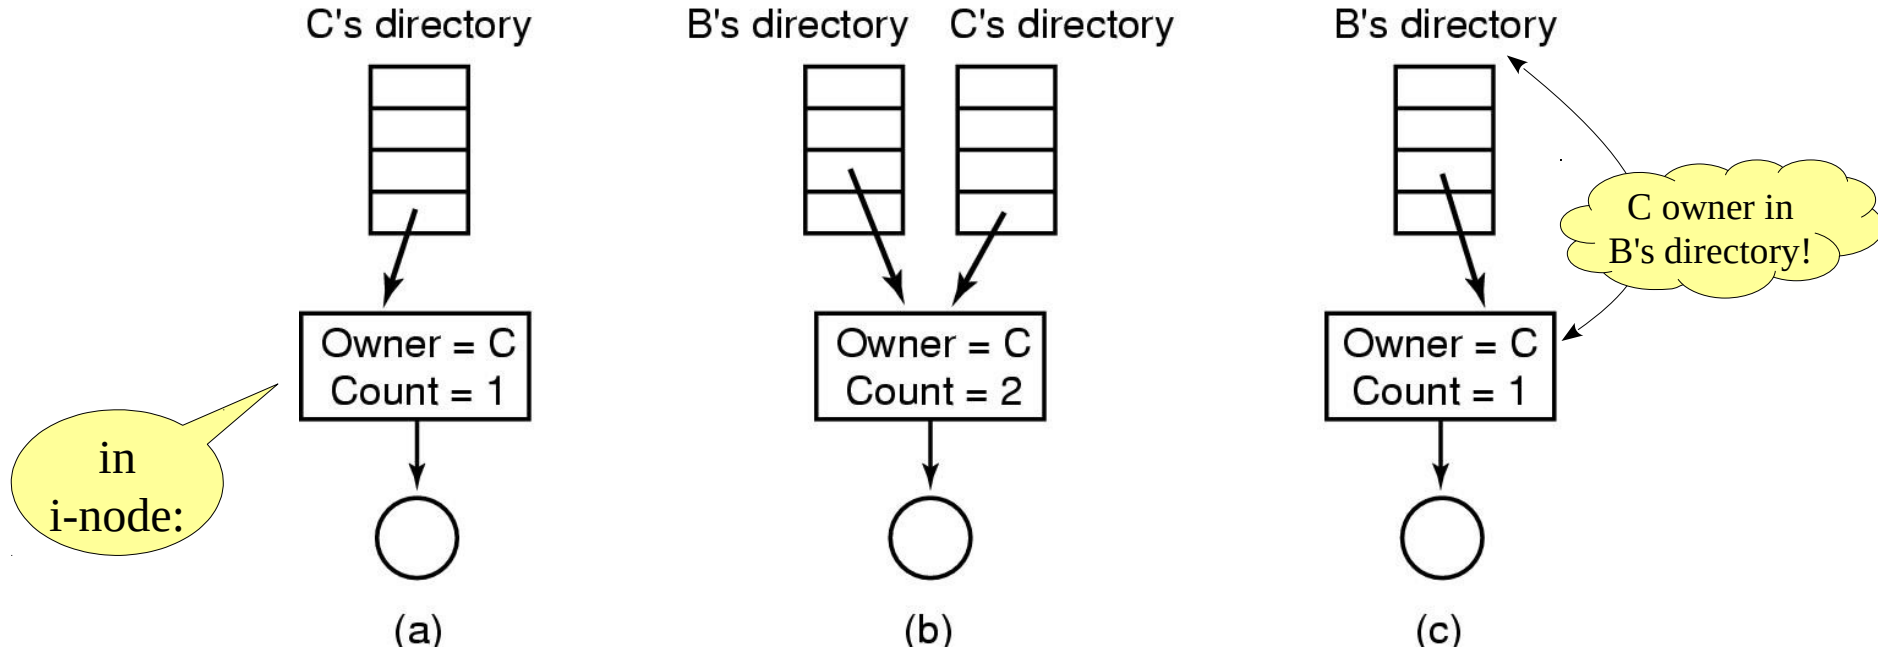 C's directory
B's directory
C's directory
B's directory
C owner in
B's directory!
Owner = C
Count = 1
Owner = C
Count = 2
Owner = C
Count = 1
in
i-node:
(a)
(b)
(c)